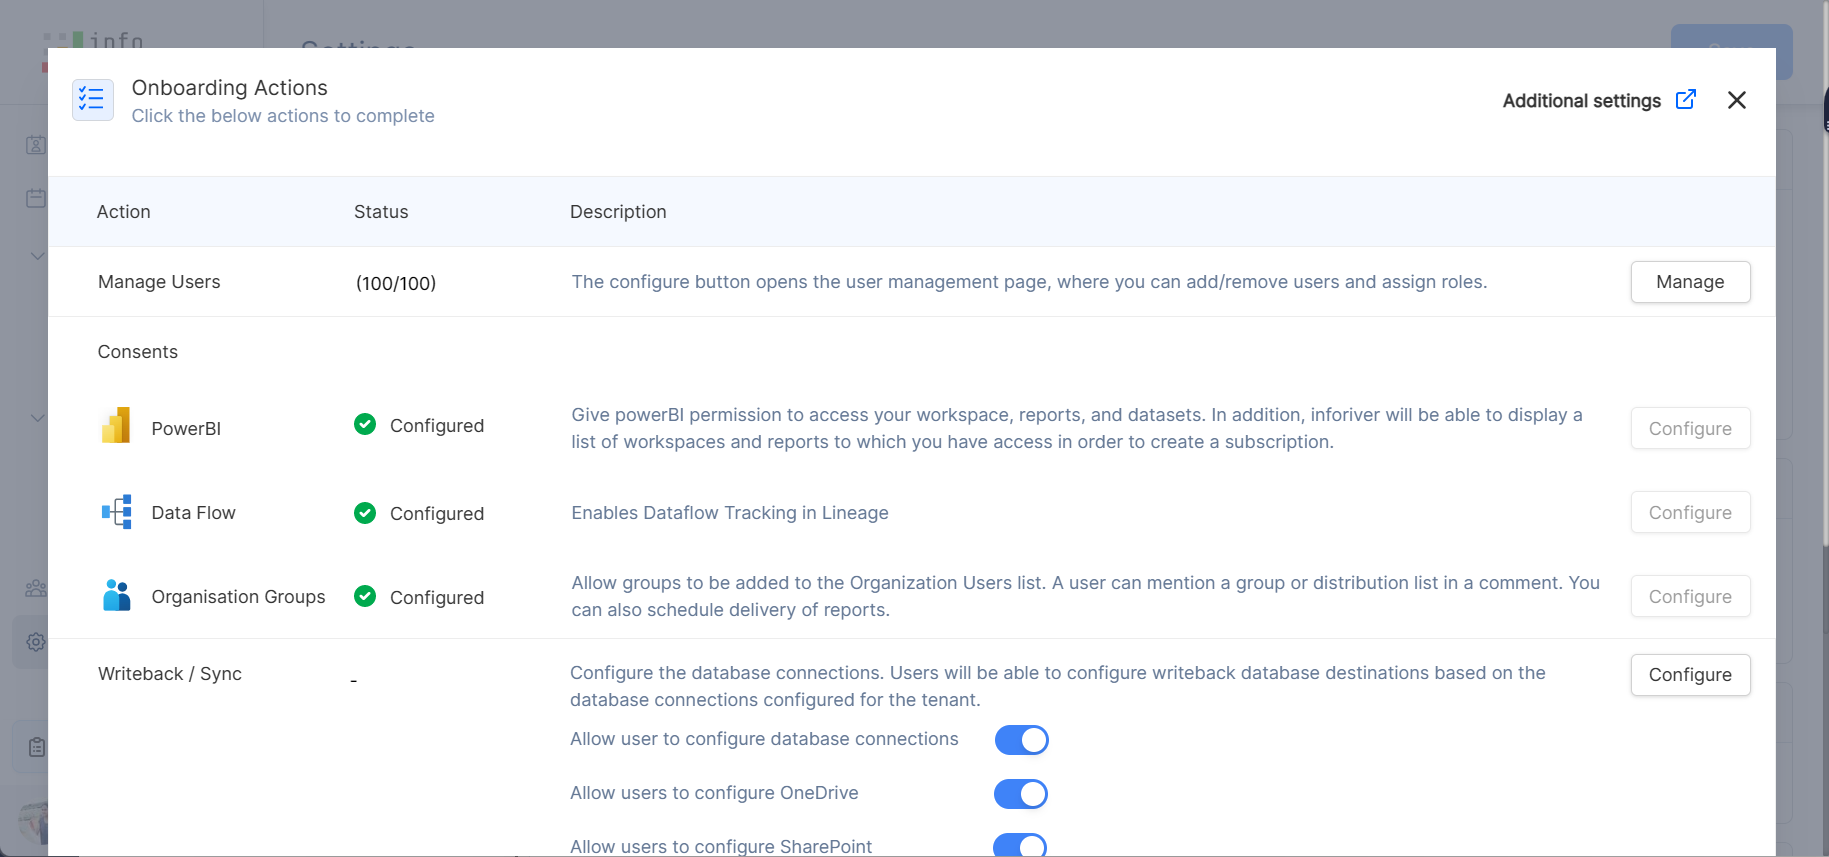 info
Settings
Onboarding Actions
Click the below actions to complete
Additional settings
Action Status Description
Manage Users (100/100) The configure button opens the user management page, where you can add/remove users and assign roles. Manage
Consents
PowerBI Configured Give powerBI permission to access your workspace, reports, and datasets. In addition, inforiver will be able to display a
list of workspaces and reports to which you have access in order to create a subscription. Configure
Data Flow Configured Enables Dataflow Tracking in Lineage Configure
Organisation Groups Configured Allow groups to be added to the Organization Users list. A user can mention a group or distribution list in a comment. You
can also schedule delivery of reports. Configure
Writeback / Sync - Configure the database connections. Users will be able to configure writeback database destinations based on the
database connections configured for the tenant. Configure
Allow user to configure database connections
Allow users to configure OneDrive
Allow users to configure SharePoint